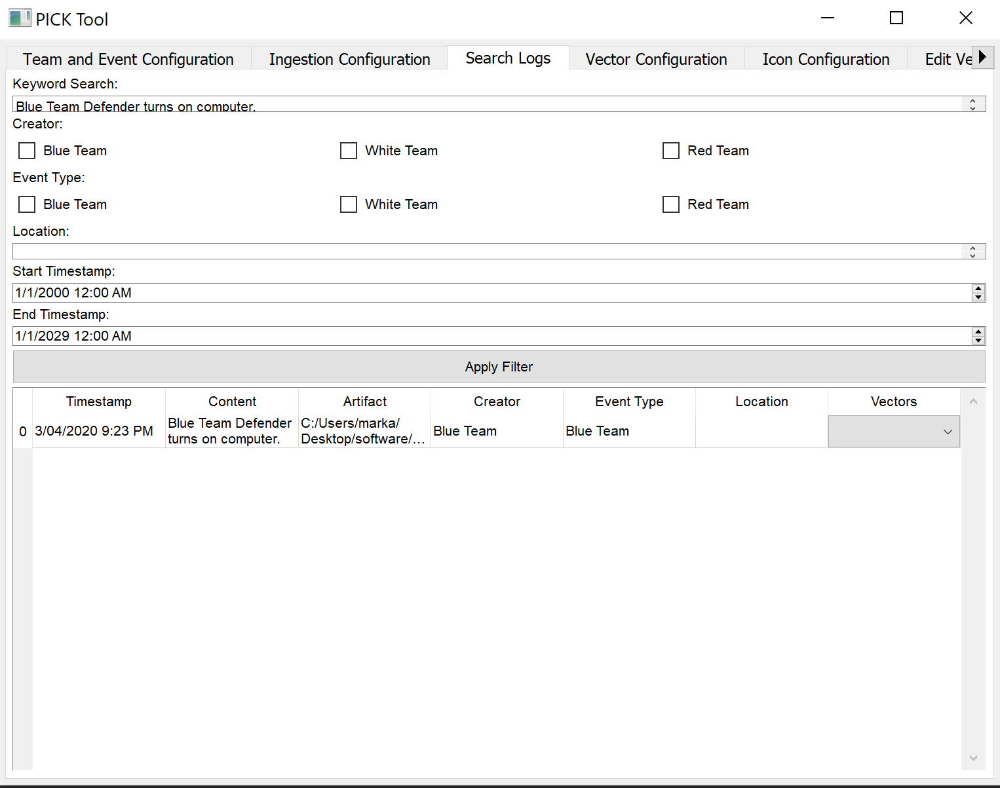 PICK Tool
Team and Event Configuration Ingestion Configuration Search Logs Vector Configuration Icon Configuration Edit Ve
Keyword Search:
Blue Team Defender turns on computer.
Creator:
Blue Team White Team Red Team
Event Type:
Blue Team White Team Red Team
Location:
Start Timestamp:
1/1/2000 12:00 AM
End Timestamp:
1/1/2029 12:00 AM
Apply Filter
Timestamp Content Artifact Creator Event Type Location Vectors
0 3/04/2020 9:23 PM Blue Team Defender turns on computer. C:/Users/marka/ Desktop/software/... Blue Team Blue Team